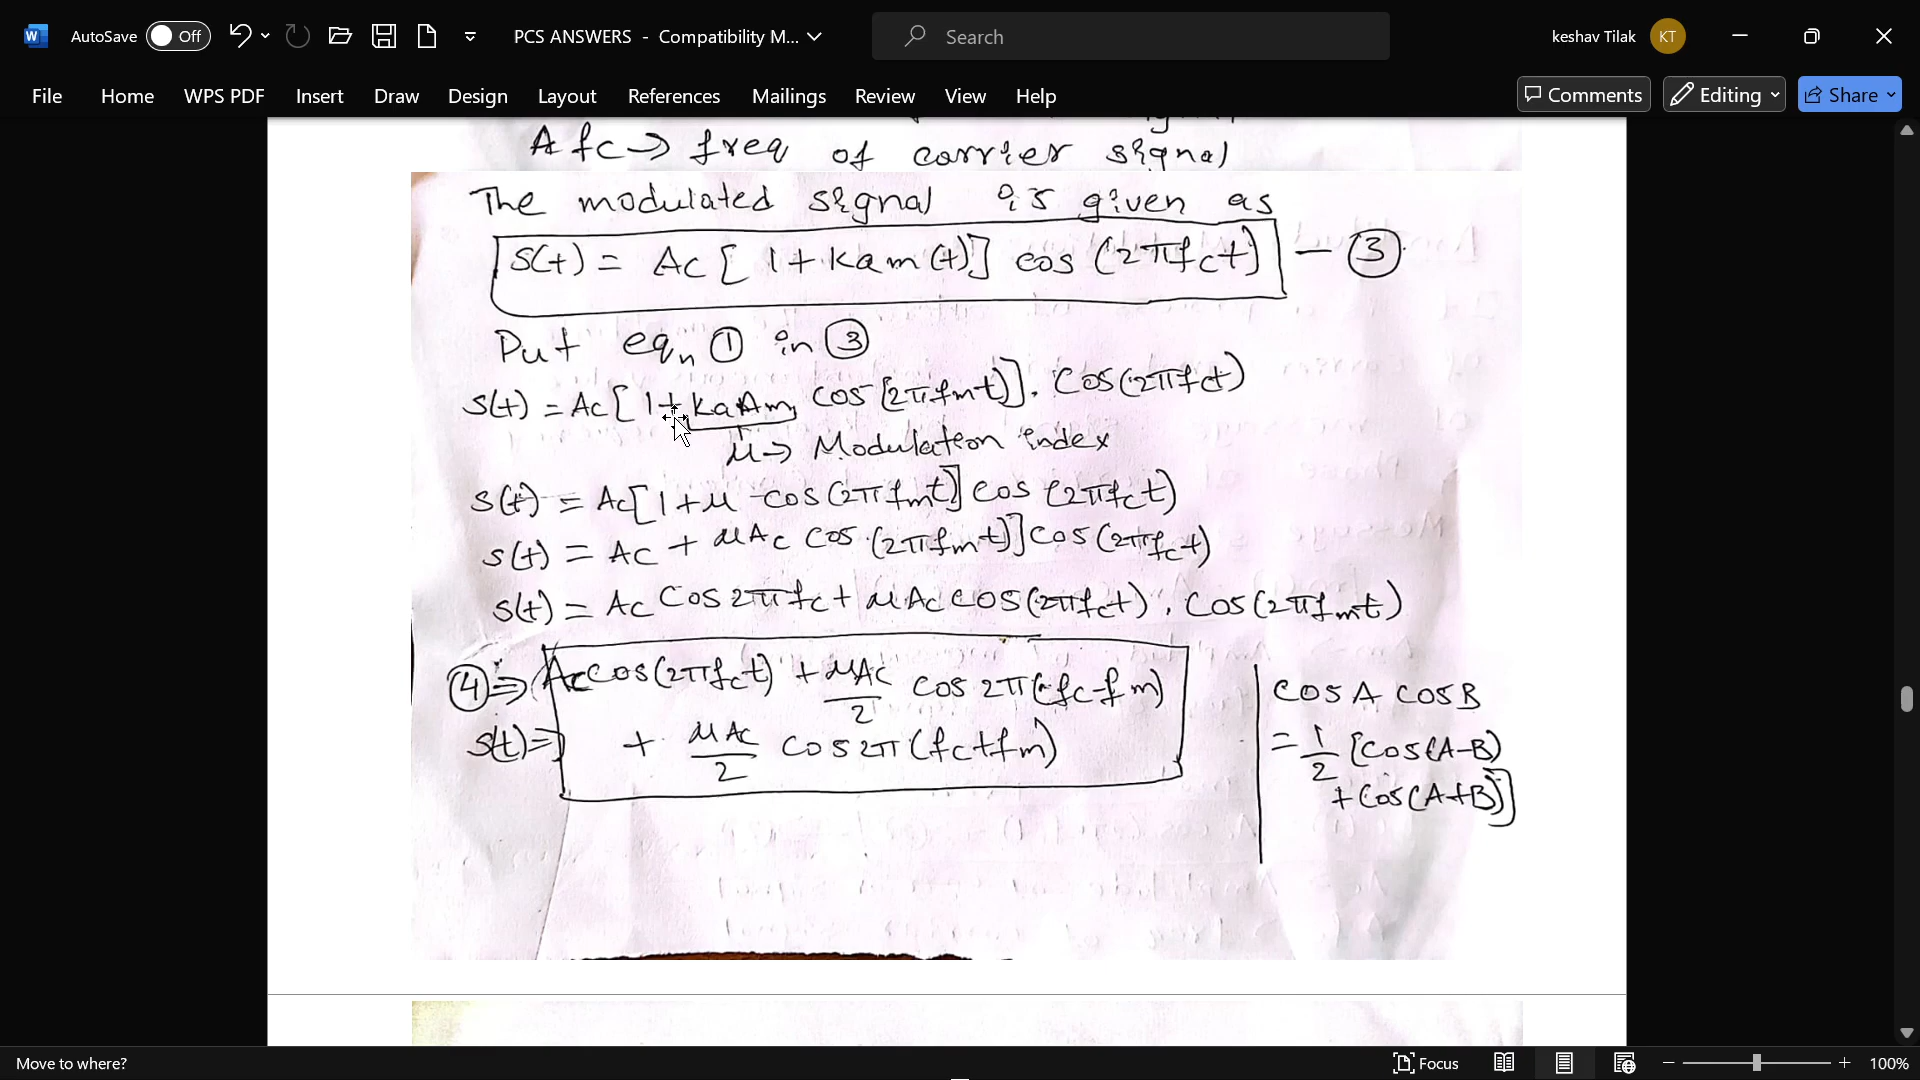 AutoSave Off PCS ANSWERS - Compatibility M... Search keshav Tilak KT
File Home WPS PDF Insert Draw Design Layout References Mailings Review View Help Comments Editing Share
A fc → freq of carrier signal
The modulated signal is given as
S(t) = Ac [1 + kam(t)] cos (2πfct) — ③
Put eqn ① in ③
S(t) = Ac [1 + kaAm cos [2πfmt)]. Cos(2πfct)
μ → Modulation index
S(t) = Ac[1+μ cos(2πfmt] cos (2πfct)
S(t) = Ac + μAc cos (2πfmt)] cos (2πfct)
S(t) = Ac Cos 2πfc + μAc cos(2πfct). Cos(2πfmt)
④ ⇒ Ac cos(2πfct) + μAc/2 cos 2π(fc-fm)
S(t) ⇒ + μAc/2 cos 2π (fc+fm)
cosA cosB
= 1/2 [cos(A-B)
+ cos(A+B)]
Move to where? Focus 100%